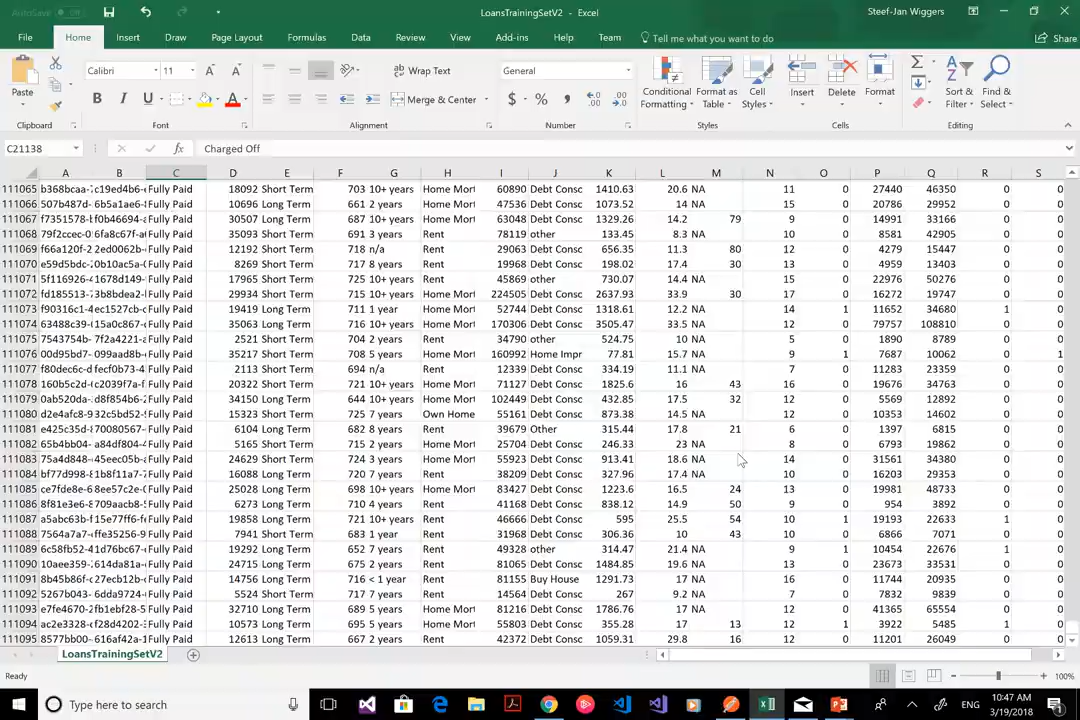 AutoSave Off LoansTrainingSetV2 - Excel Steef-Jan Wiggers
File Home Insert Draw Page Layout Formulas Data Review View Add-ins Help Team Tell me what you want to do Share
Calibri 11 Wrap Text General
Paste Merge & Center Conditional Formatting Format as Table Cell Styles Insert Delete Format Sort & Filter Find & Select
Clipboard Font Alignment Number Styles Cells Editing
C21138 fx Charged Off
A B C D E F G H I J K L M N O P Q R S
111065 b368bcaa- c19ed4b6- Fully Paid 18092 Short Term 703 10+ years Home Mort 60890 Debt Consc 1410.63 20.6 NA 11 0 27440 46350 0 0
111066 507b487d- 6b5a1ae6- Fully Paid 10696 Long Term 661 2 years Home Mort 47536 Debt Consc 1073.52 14 NA 15 0 20786 29952 0 0
111067 f7351578- f0b46694- Fully Paid 30507 Long Term 687 10+ years Home Mort 63048 Debt Consc 1329.26 14.2 79 9 0 14991 33166 0 0
111068 79f2ccec- 6fa8c67f- Fully Paid 35093 Long Term 691 3 years Rent 78119 other 133.45 8.3 NA 10 0 8581 42905 0 0
111069 f66a120f- 2ed0062b- Fully Paid 12192 Short Term 718 n/a Rent 29063 Debt Consc 656.35 11.3 80 12 0 4279 15447 0 0
111070 e59d5bdc- 0b10ac5a- Fully Paid 8269 Short Term 717 8 years Rent 19968 Debt Consc 198.02 17.4 30 13 0 4959 13403 0 0
111071 5f116926- 1678d149- Fully Paid 17965 Long Term 725 10+ years Rent 45869 other 730.07 14.4 NA 15 0 22976 50276 0 0
111072 fd185513- 3b8bdea2- Fully Paid 29934 Long Term 715 10+ years Home Mort 224505 Debt Consc 2637.93 33.9 30 17 0 16272 19747 0 0
111073 f90316c1- ec1527cb- Fully Paid 19419 Long Term 711 1 year Home Mort 52744 Debt Consc 1318.61 12.2 NA 14 1 11652 34680 1 0
111074 63488c39- 15a0c867- Fully Paid 35063 Long Term 716 10+ years Home Mort 170306 Debt Consc 3505.47 33.5 NA 12 0 79757 108810 0 0
111075 7543754b- 7f2a4221- Fully Paid 2521 Short Term 704 2 years Rent 34790 other 524.75 10 NA 5 0 1890 8789 0 0
111076 00d95bd7- 099aad8b- Fully Paid 35217 Long Term 708 5 years Home Mort 160992 Home Impr 77.81 15.7 NA 9 1 7687 10062 0 1
111077 f80dec6c- fecf0b73- Fully Paid 2113 Short Term 694 n/a Rent 12339 Debt Consc 334.19 11.1 NA 7 0 11283 23359 0 0
111078 160b5c2d- c2039f7a- Fully Paid 20322 Short Term 721 10+ years Home Mort 71127 Debt Consc 1825.6 16 43 16 0 19676 34763 0 0
111079 0ab520da- d8f854b6- Fully Paid 34150 Long Term 644 10+ years Home Mort 102449 Debt Consc 432.85 17.5 32 12 0 5569 12892 0 0
111080 d2e4afc8- 32c5bd52- Fully Paid 15323 Short Term 725 7 years Own Home 55161 Debt Consc 873.38 14.5 NA 12 0 10353 14602 0 0
111081 e425c35d- 70080567- Fully Paid 6104 Long Term 682 8 years Rent 39679 Other 315.44 17.8 21 6 0 1397 6815 0 0
111082 65b4bb04- a84df804- Fully Paid 5165 Short Term 715 2 years Home Mort 25704 Debt Consc 246.33 23 NA 8 0 6793 19862 0 0
111083 75a4d848- 45eec05b- Fully Paid 24629 Short Term 724 3 years Home Mort 55923 Debt Consc 913.41 18.6 NA 14 0 31561 34380 0 0
111084 bf77d998- 1b8f11a7- Fully Paid 16088 Long Term 720 7 years Rent 38209 Debt Consc 327.96 17.4 NA 10 0 16203 29353 0 0
111085 ce7fde8e- 8ee57c2e- Fully Paid 25028 Long Term 698 10+ years Home Mort 83427 Debt Consc 1223.6 16.5 24 13 0 19981 48733 0 0
111086 8f81e3e6- 709aacb8- Fully Paid 6273 Long Term 710 4 years Rent 41168 Debt Consc 838.12 14.9 50 9 0 954 3892 0 0
111087 a5abc63b- 15e77ff6- Fully Paid 19858 Long Term 721 10+ years Rent 46666 Debt Consc 595 25.5 54 10 1 19193 22633 1 0
111088 7564a7a7- ffe35256- Fully Paid 7941 Short Term 683 1 year Rent 31968 Debt Consc 306.36 10 43 10 0 6866 7071 0 0
111089 6c58fb52- 41d76bc67- Fully Paid 19292 Long Term 652 7 years Rent 49328 other 314.47 21.4 NA 9 1 10454 22676 1 0
111090 10aee359- 614da81a- Fully Paid 24715 Long Term 675 2 years Rent 81065 Debt Consc 1484.85 19.6 NA 13 0 23673 33531 0 0
111091 8b45b86f- 27ecb12b- Fully Paid 14756 Long Term 716 < 1 year Home Mort 81155 Buy House 1291.73 17 NA 16 0 11744 20935 0 0
111092 5267b043- 6dda9724- Fully Paid 5524 Short Term 717 7 years Rent 14564 Debt Consc 267 9.2 NA 7 0 7832 9839 0 0
111093 e7fe4670- fb1ebf28- Fully Paid 32710 Long Term 689 5 years Home Mort 81216 Debt Consc 1786.76 17 NA 12 0 41365 65554 0 0
111094 ac2e3328- f28d4103- Fully Paid 10573 Long Term 695 5 years Home Mort 55803 Debt Consc 355.28 17 13 12 1 3922 5485 1 0
111095 8577bb00- 616af42a- Fully Paid 12613 Long Term 667 2 years Rent 42372 Debt Consc 1059.31 29.8 16 12 0 11201 26049 0 0
LoansTrainingSetV2
Ready 100%
Type here to search ENG 10:47 AM
3/19/2018